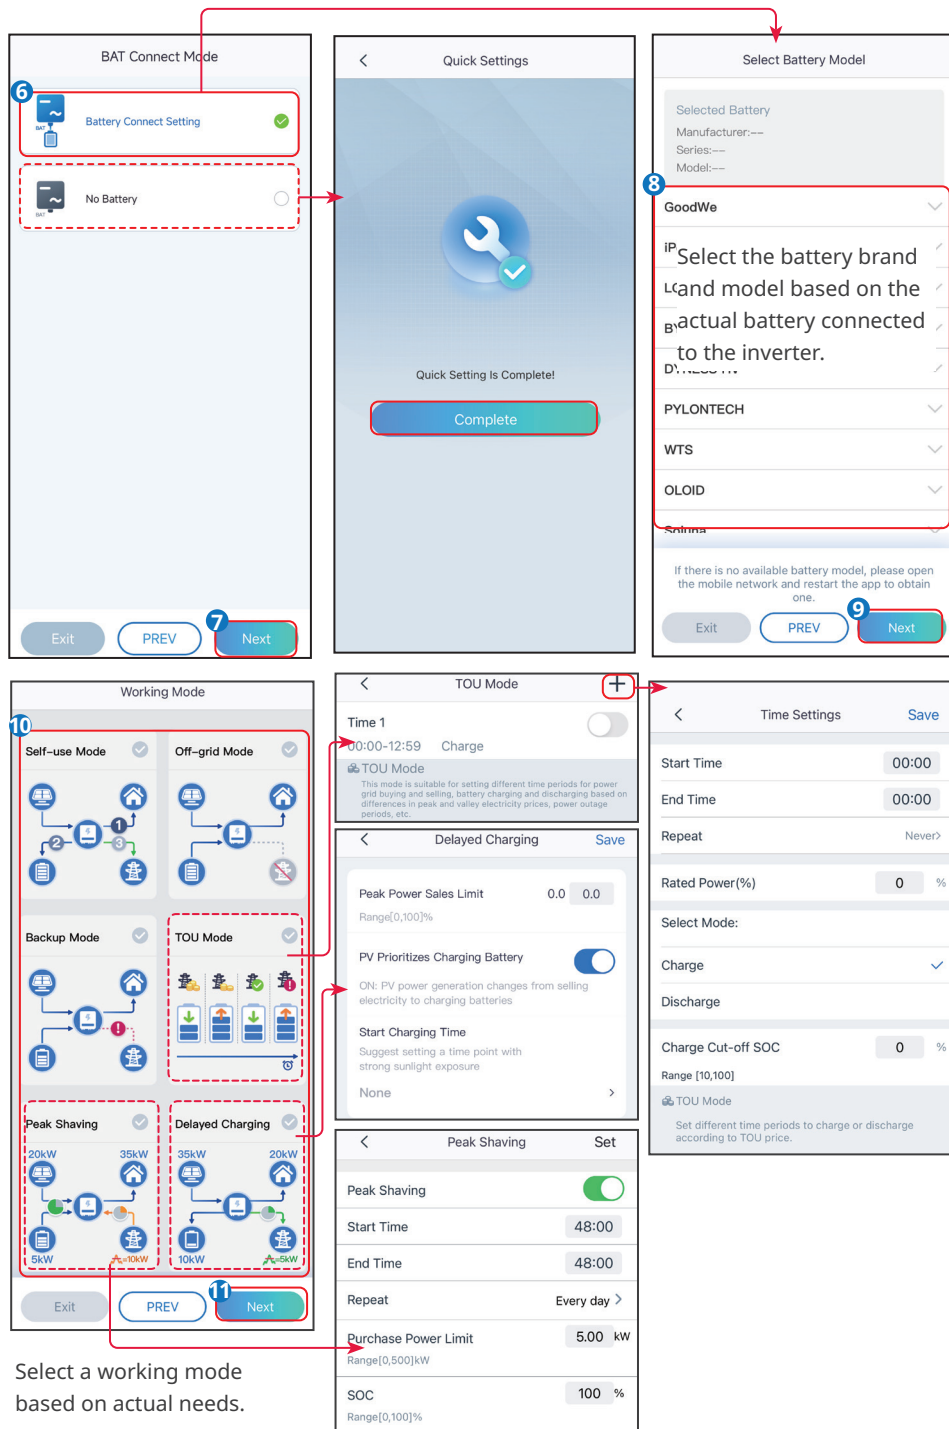 BAT Connect Mode
6
Battery Connect Setting
BAT
No Battery
BAT
7
Exit
PREV
Next
Quick Settings
Quick Setting Is Complete!
Complete
Select Battery Model
Selected Battery
Manufacturer:--
Series:--
Model:--
8
GoodWe
Select the battery brand
and model based on the
actual battery connected
to the inverter.
PYLONTECH
WTS
OLOID
Soluna
If there is no available battery model, please open
the mobile network and restart the app to obtain
one.
9
Exit
PREV
Next
Working Mode
10
Self-use Mode
Off-grid Mode
1
2
3
Backup Mode
TOU Mode
Peak Shaving
Delayed Charging
20kW
35kW
35kW
20kW
5kW
=10kW
10kW
=5kW
11
Exit
PREV
Next
Select a working mode
based on actual needs.
TOU Mode
Time 1
00:00-12:59 Charge
TOU Mode
This mode is suitable for setting different time periods for power
grid buying and selling, battery charging and discharging based on
differences in peak and valley electricity prices, power outage
periods, etc.
Delayed Charging
Save
Peak Power Sales Limit 0.0 0.0
Range[0,100]%
PV Prioritizes Charging Battery
ON: PV power generation changes from selling
electricity to charging batteries
Start Charging Time
Suggest setting a time point with
strong sunlight exposure
None
Peak Shaving
Set
Peak Shaving
Start Time 48:00
End Time 48:00
Repeat Every day
Purchase Power Limit 5.00 kW
Range[0,500]kW
SOC 100 %
Range[0,100]%
Time Settings
Save
Start Time 00:00
End Time 00:00
Repeat Never
Rated Power(%) 0 %
Select Mode:
Charge
Discharge
Charge Cut-off SOC 0 %
Range [10,100]
TOU Mode
Set different time periods to charge or discharge
according to TOU price.